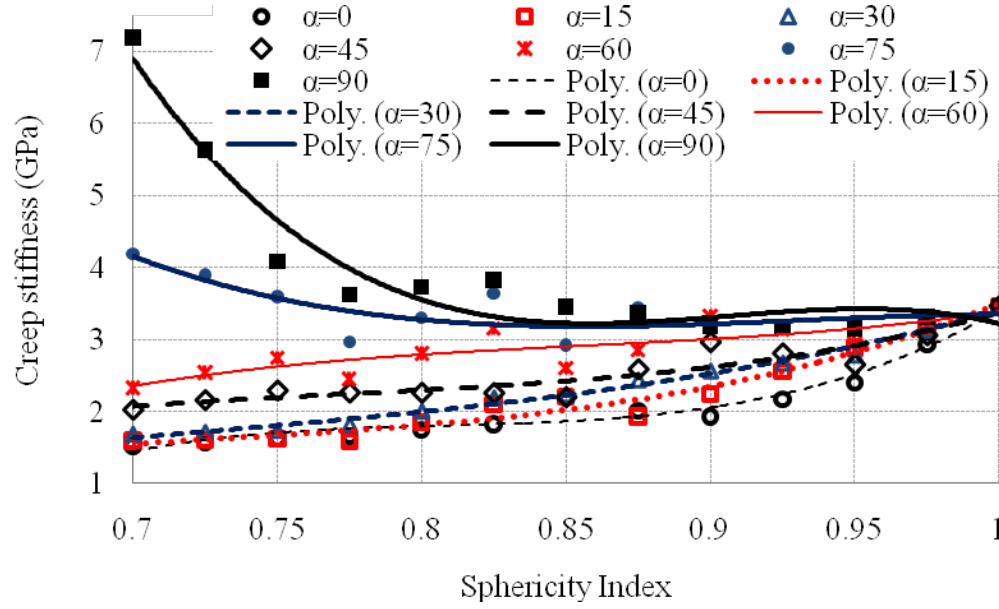 α=0 α=15 α=30
α=45 α=60 α=75
α=90 Poly. (α=0) Poly. (α=15)
Poly. (α=30) Poly. (α=45) Poly. (α=60)
Poly. (α=75) Poly. (α=90)
Creep stiffness (GPa)
7
6
5
4
3
2
1
0.7 0.75 0.8 0.85 0.9 0.95 1
Sphericity Index